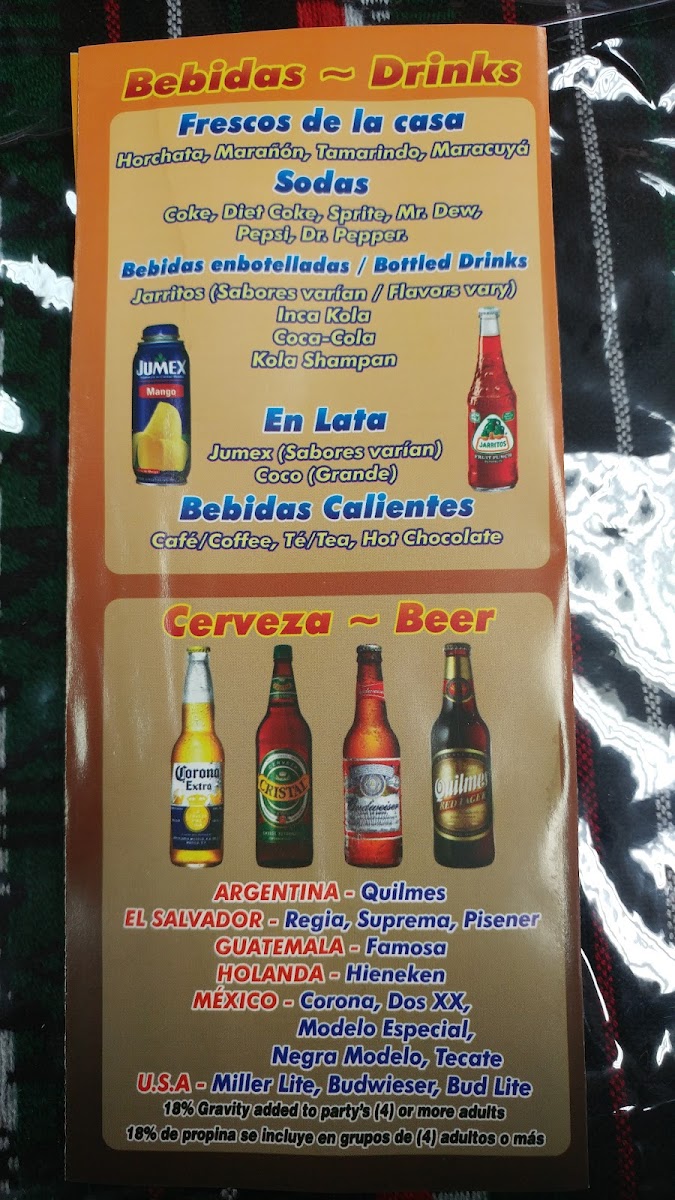 Bebidas ~ Drinks
Frescos de la casa
Horchata, Marañón, Tamarindo, Maracuyá
Sodas
Coke, Diet Coke, Sprite, Mr. Dew,
Pepsi, Dr. Pepper.
Bebidas enbotelladas / Bottled Drinks
Jarritos (Sabores varían / Flavors vary)
Inca Kola
Coca-Cola
Kola Shampan
JUMEX
Mango
JARRITOS
FRUIT PUNCH
En Lata
Jumex (Sabores varían)
Coco (Grande)
Bebidas Calientes
Café/Coffee, Té/Tea, Hot Chocolate
Cerveza ~ Beer
Corona
Extra
CRISTAL
Budweiser
Quilmes
RED LAGER
ARGENTINA - Quilmes
EL SALVADOR - Regia, Suprema, Pisener
GUATEMALA - Famosa
HOLANDA - Hieneken
MÉXICO - Corona, Dos XX,
Modelo Especial,
Negra Modelo, Tecate
U.S.A - Miller Lite, Budwieser, Bud Lite
18% Gravity added to party's (4) or more adults
18% de propina se incluye en grupos de (4) adultos o más